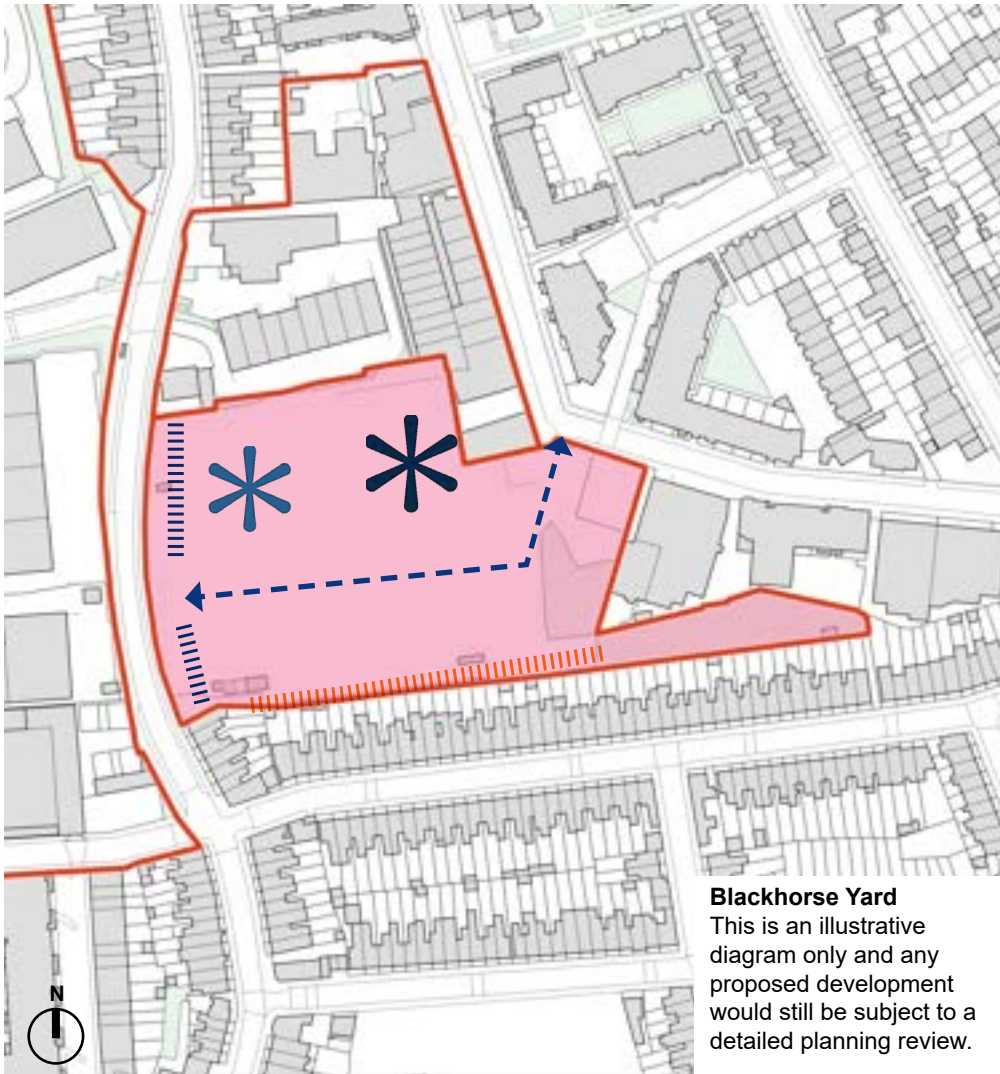 Blackhorse Yard
This is an illustrative
diagram only and any
proposed development
would still be subject to a
detailed planning review.
N